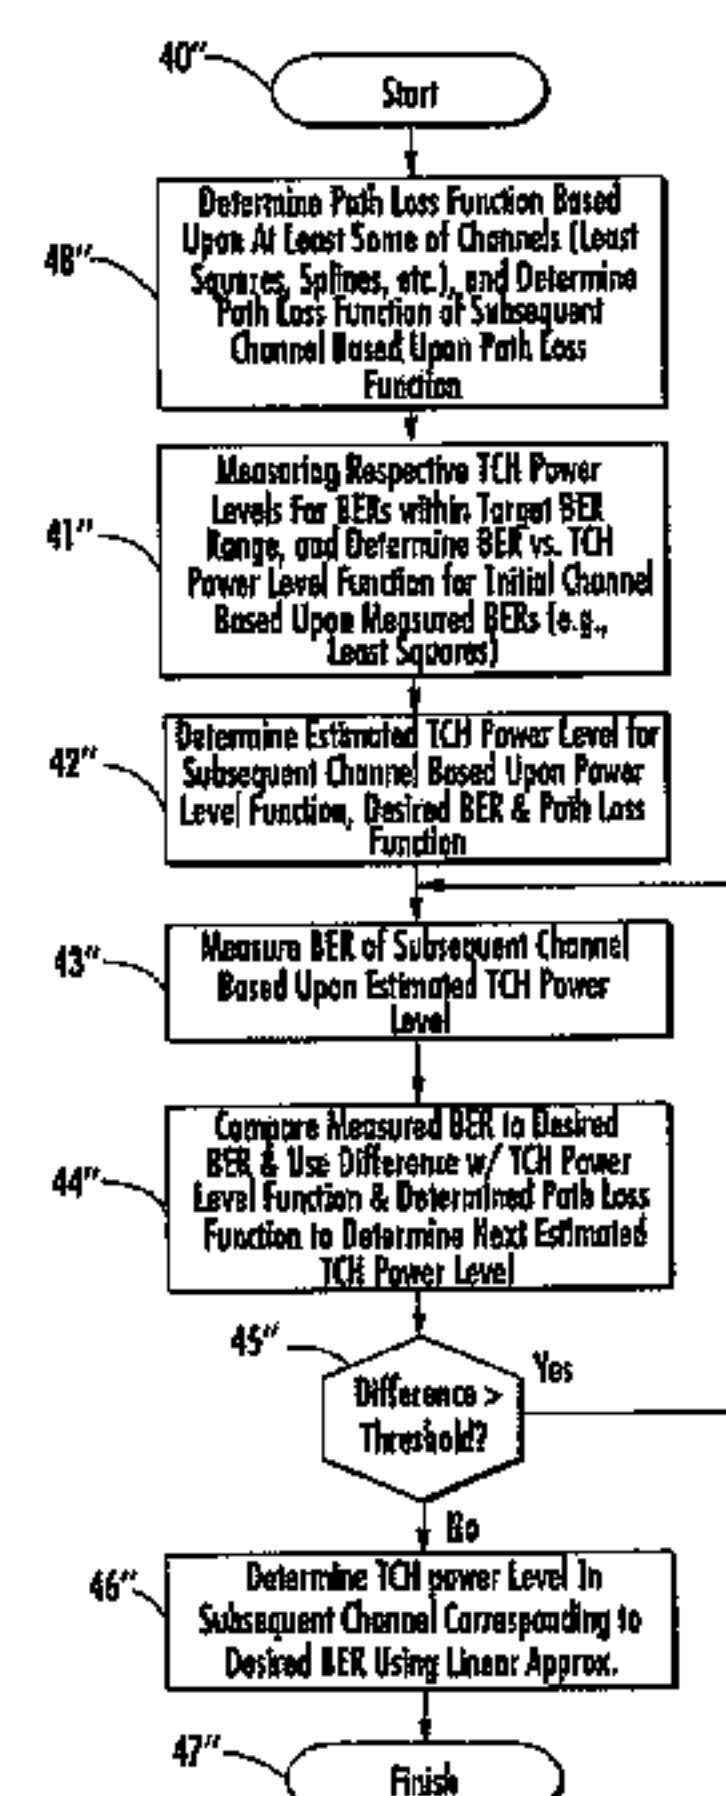 40"
Start
48"
Determine Path Loss Function Based
Upon At Least Some of Channels (Least
Squares, Splines, etc.), and Determine
Path Loss Function of Subsequent
Channel Based Upon Path Loss
Function
41"
Measuring Respective TCH Power
Levels For BERs within Target BER
Range, and Determine BER vs. TCH
Power Level Function for Initial Channel
Based Upon Measured BERs (e.g.,
Least Squares)
42"
Determine Estimated TCH Power Level for
Subsequent Channel Based Upon Power
Level Function, Desired BER & Path Loss
Function
43"
Measure BER of Subsequent Channel
Based Upon Estimated TCH Power
Level
44"
Compare Measured BER to Desired
BER & Use Difference w/ TCH Power
Level Function & Determined Path Loss
Function to Determine Next Estimated
TCH Power Level
45"
Difference >
Threshold?
Yes
No
46"
Determine TCH power Level In
Subsequent Channel Corresponding to
Desired BER Using Linear Approx.
47"
Finish